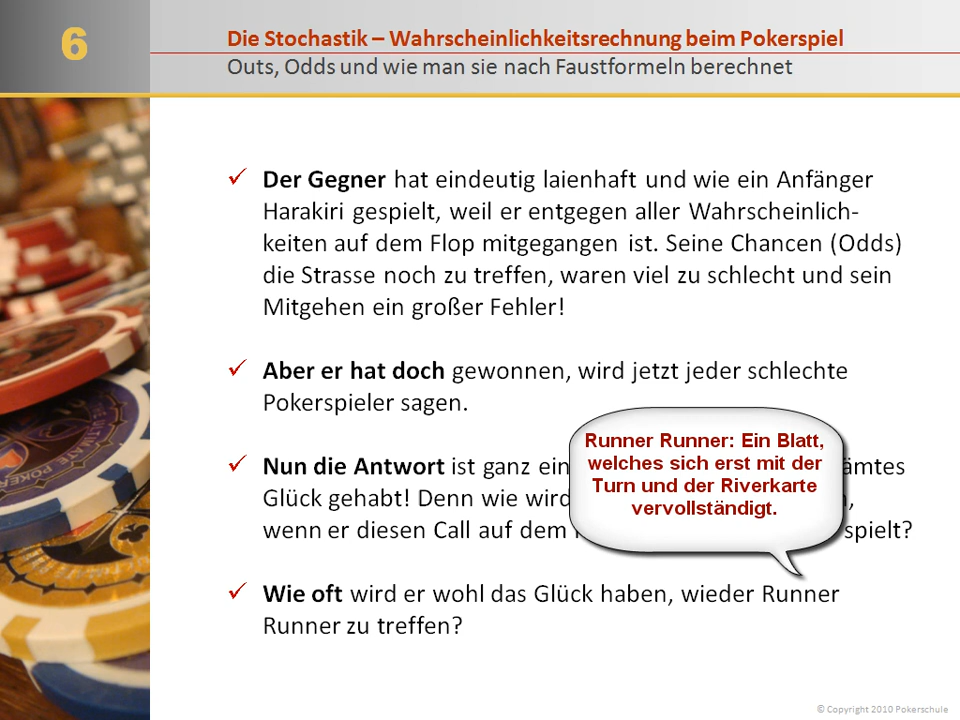 6
Die Stochastik – Wahrscheinlichkeitsrechnung beim Pokerspiel
Outs, Odds und wie man sie nach Faustformeln berechnet
Der Gegner hat eindeutig laienhaft und wie ein Anfänger
Harakiri gespielt, weil er entgegen aller Wahrscheinlich-
keiten auf dem Flop mitgegangen ist. Seine Chancen (Odds)
die Strasse noch zu treffen, waren viel zu schlecht und sein
Mitgehen ein großer Fehler!
Aber er hat doch gewonnen, wird jetzt jeder schlechte
Pokerspieler sagen.
Nun die Antwort ist ganz ein ämtes
Glück gehabt! Denn wie wird
wenn er diesen Call auf dem spielt?
Runner Runner: Ein Blatt,
welches sich erst mit der
Turn und der Riverkarte
vervollständigt.
Wie oft wird er wohl das Glück haben, wieder Runner
Runner zu treffen?
© Copyright 2010 Pokerschule